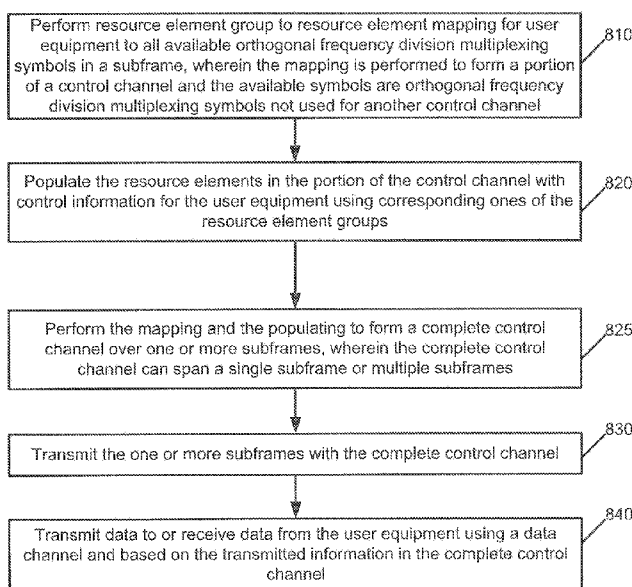 Perform resource element group to resource element mapping for user
equipment to all available orthogonal frequency division multiplexing
symbols in a subframe, wherein the mapping is performed to form a portion
of a control channel and the available symbols are orthogonal frequency
division multiplexing symbols not used for another control channel
810
Populate the resource elements in the portion of the control channel with
control information for the user equipment using corresponding ones of the
resource element groups
820
Perform the mapping and the populating to form a complete control
channel over one or more subframes, wherein the complete control
channel can span a single subframe or multiple subframes
825
Transmit the one or more subframes with the complete control channel
830
Transmit data to or receive data from the user equipment using a data
channel and based on the transmitted information in the complete control
channel
840